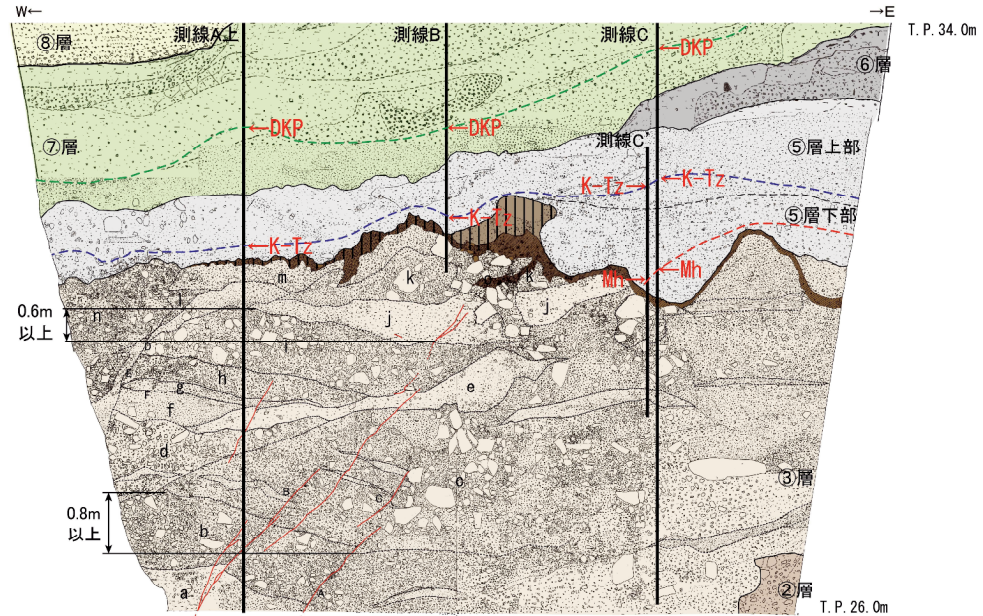 W←
→E
T.P.34.0m
⑧層
測線A上
測線B
測線C
←DKP
⑥層
←DKP
←DKP
⑦層
測線C'
⑤層上部
K-Tz→
←K-Tz
←K-Tz
⑤層下部
←K-Tz
Mh→
←Mh
m
k
k
l
n
j
j
0.6m
以上
i
D
h
E
g
F
f
e
d
③層
B
C
o
0.8m
以上
b
a
A
②層
T.P.26.0m